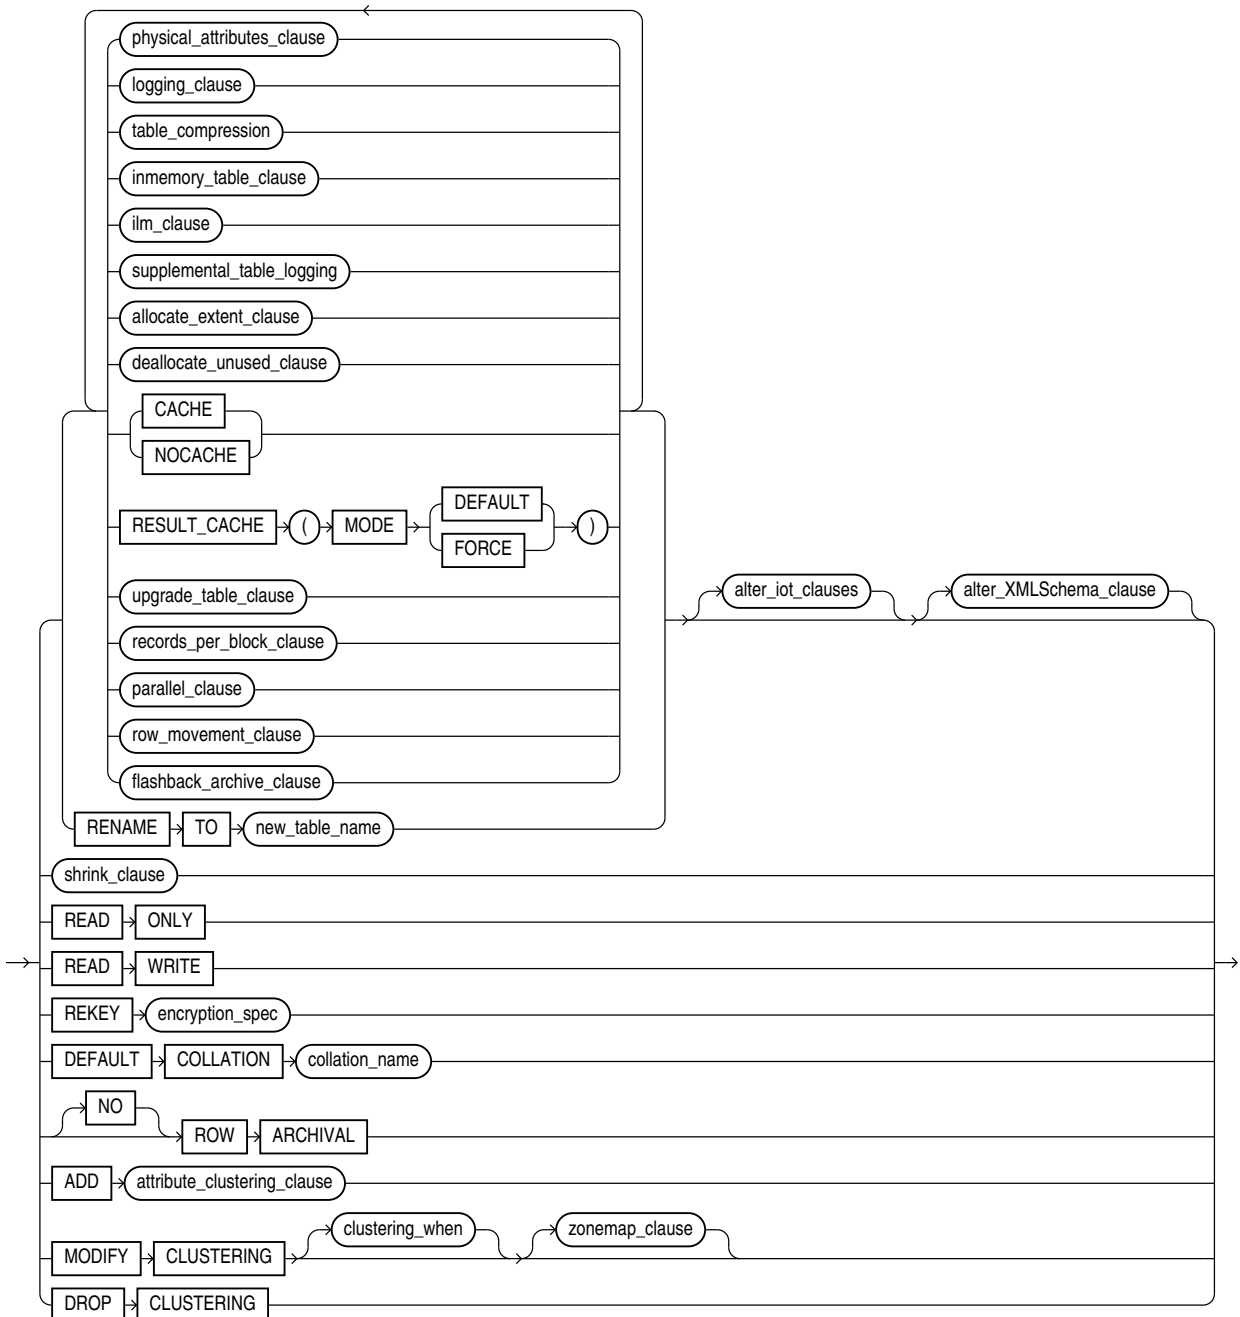 physical_attributes_clause
logging_clause
table_compression
inmemory_table_clause
ilm_clause
supplemental_table_logging
allocate_extent_clause
deallocate_unused_clause
CACHE
NOCACHE
RESULT_CACHE ( MODE DEFAULT FORCE )
upgrade_table_clause
records_per_block_clause
parallel_clause
row_movement_clause
flashback_archive_clause
RENAME TO new_table_name
alter_iot_clauses alter_XMLSchema_clause
shrink_clause
READ ONLY
READ WRITE
REKEY encryption_spec
DEFAULT COLLATION collation_name
NO
ROW ARCHIVAL
ADD attribute_clustering_clause
clustering_when zonemap_clause
MODIFY CLUSTERING
DROP CLUSTERING